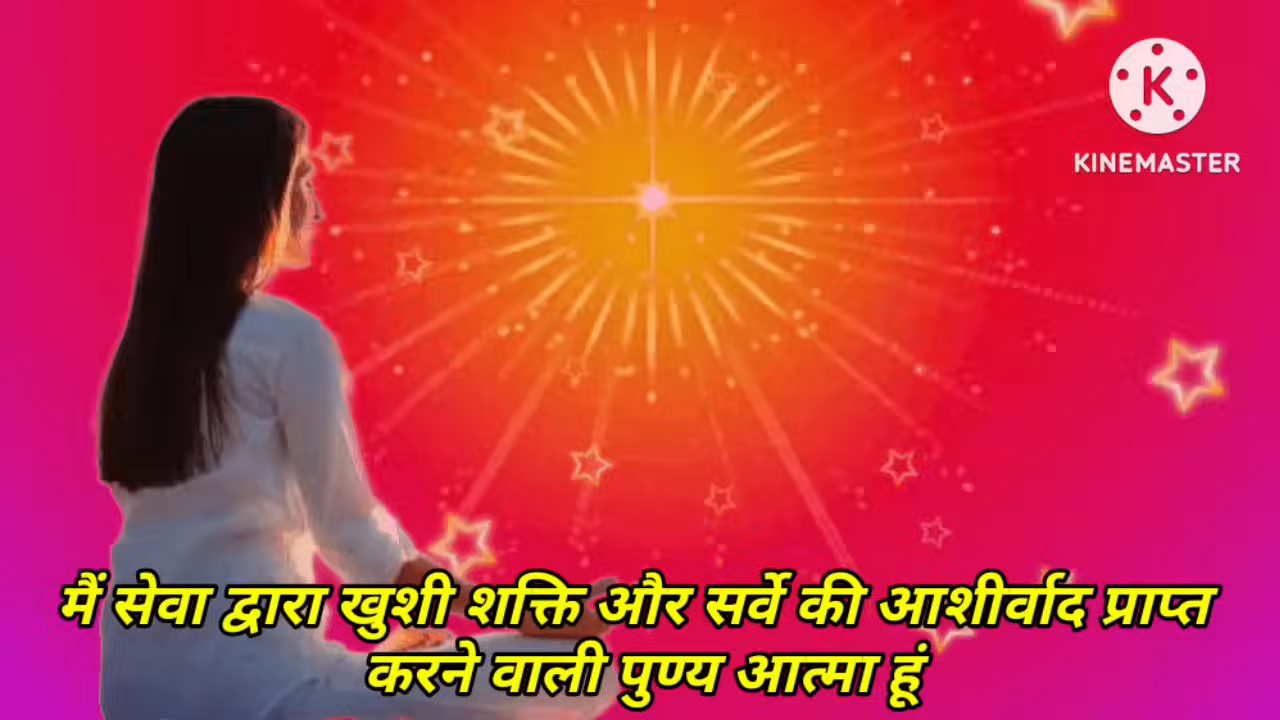 KINEMASTER
मैं सेवा द्वारा खुशी शक्ति और सर्वे की आशीर्वाद प्राप्त
करने वाली पुण्य आत्मा हूं